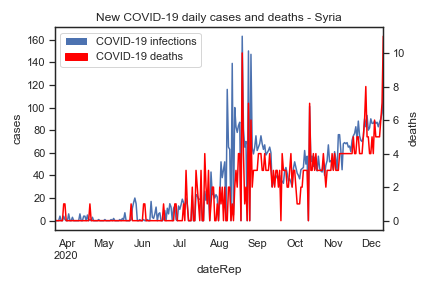 New COVID-19 daily cases and deaths - Syria
COVID-19 infections
COVID-19 deaths
160
140
120
100
80
60
40
20
0
cases
10
8
6
4
2
0
deaths
Apr May Jun Jul Aug Sep Oct Nov Dec
2020
dateRep